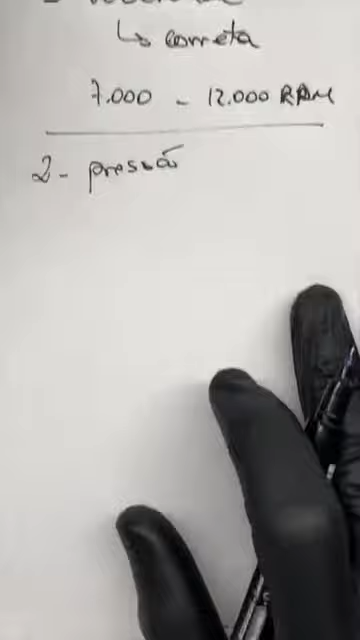 ↳ correta
7.000 - 12.000 RPM
2- pressão